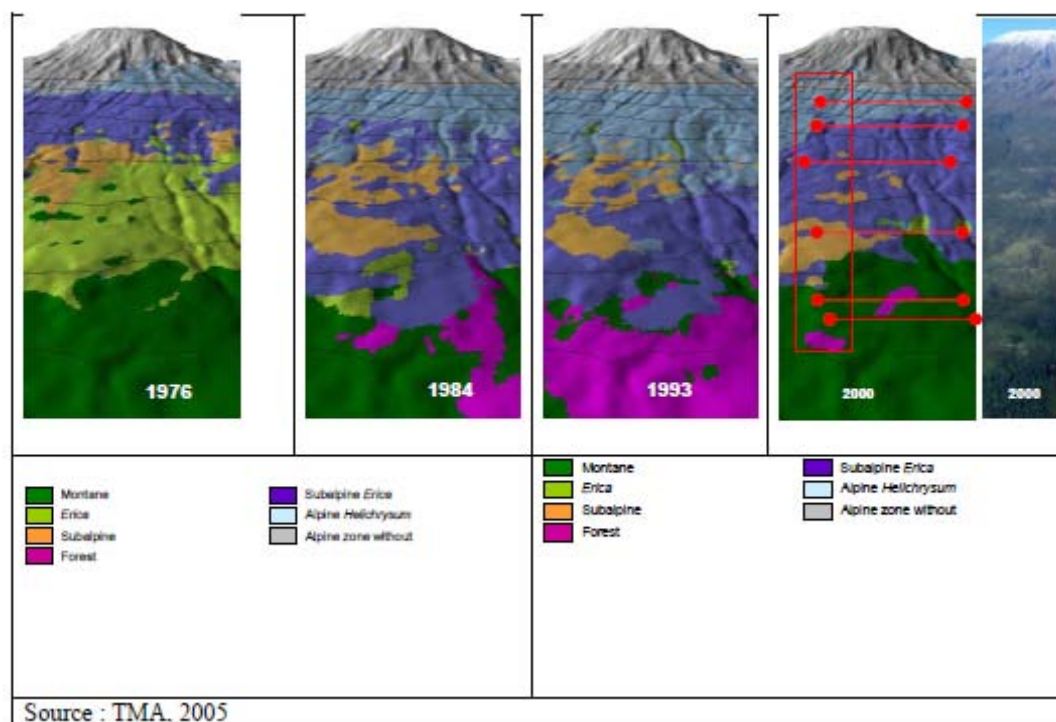 1976
1984
1993
2000
2000
Montane
Erica
Subalpine
Forest
Subalpine Erica
Alpine Helichrysum
Alpine zone without
Montane
Erica
Subalpine
Forest
Subalpine Erica
Alpine Helichrysum
Alpine zone without
Source : TMA, 2005